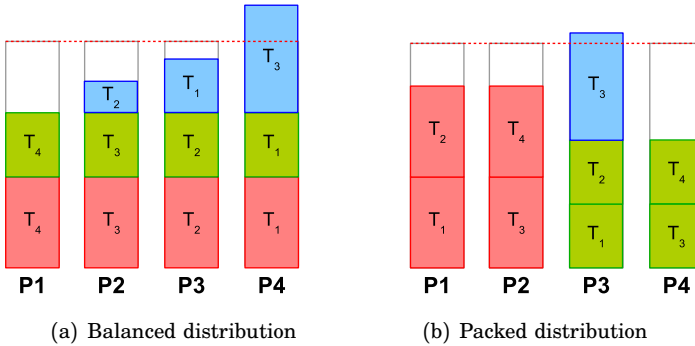 T₃
T₂
T₁
T₄
T₃
T₂
T₁
T₄
T₃
T₂
T₁
P1 P2 P3 P4
(a) Balanced distribution
T₃
T₂
T₄
T₂
T₄
T₁
T₃
T₁
T₃
P1 P2 P3 P4
(b) Packed distribution